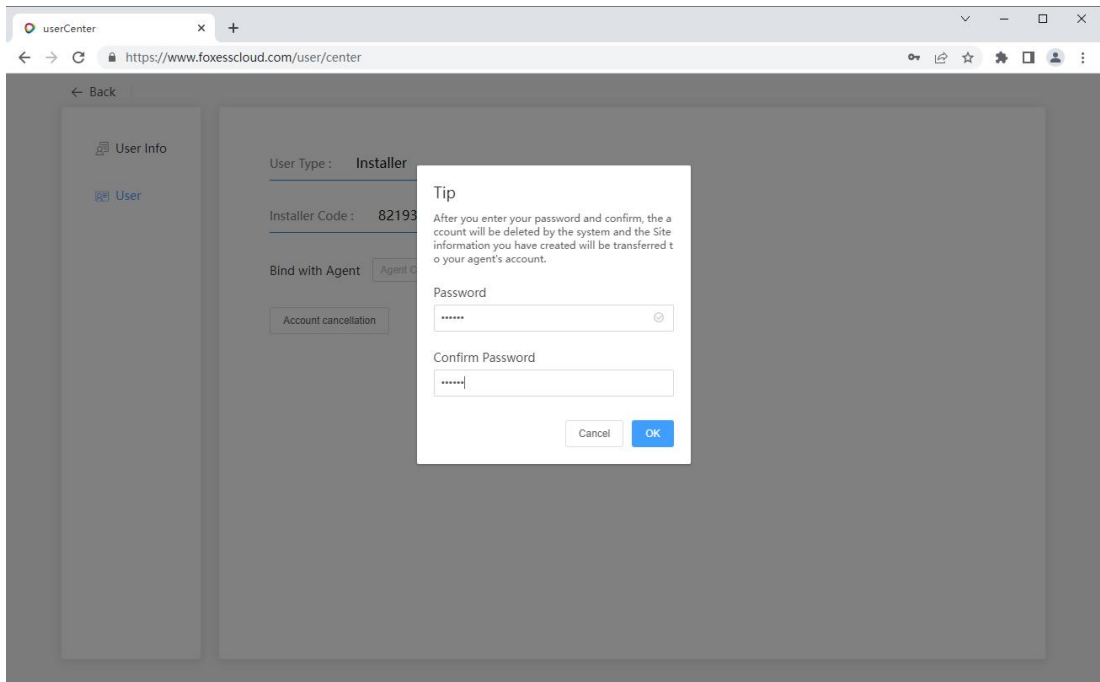 userCenter
https://www.foxesscloud.com/user/center
Back
User Info
User
User Type : Installer
Installer Code : 82193
Bind with Agent Agent C
Account cancellation
Tip
After you enter your password and confirm, the a
ccount will be deleted by the system and the Site
information you have created will be transferred t
o your agent's account.
Password
••••••
Confirm Password
••••••
Cancel OK